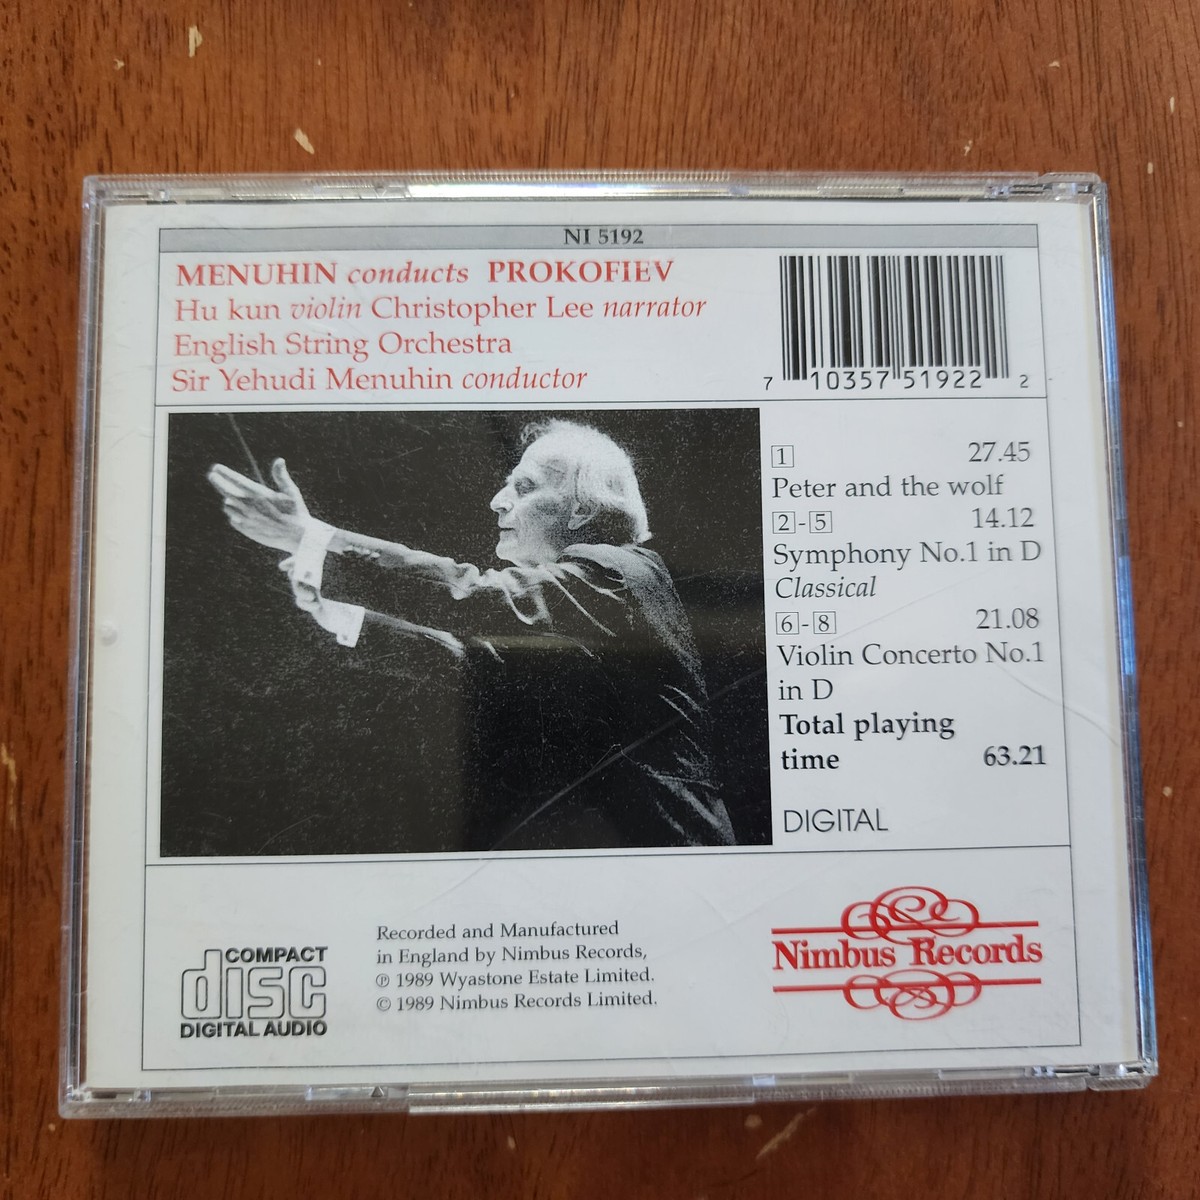 NI 5192
MENUHIN conducts PROKOFIEV
Hu kun violin Christopher Lee narrator
English String Orchestra
Sir Yehudi Menuhin conductor
7 10357 51922 2
1 27.45
Peter and the wolf
2-5 14.12
Symphony No.1 in D
Classical
6-8 21.08
Violin Concerto No.1
in D
Total playing
time 63.21
DIGITAL
COMPACT
disc
DIGITAL AUDIO
Recorded and Manufactured
in England by Nimbus Records,
℗ 1989 Wyastone Estate Limited.
© 1989 Nimbus Records Limited.
Nimbus Records